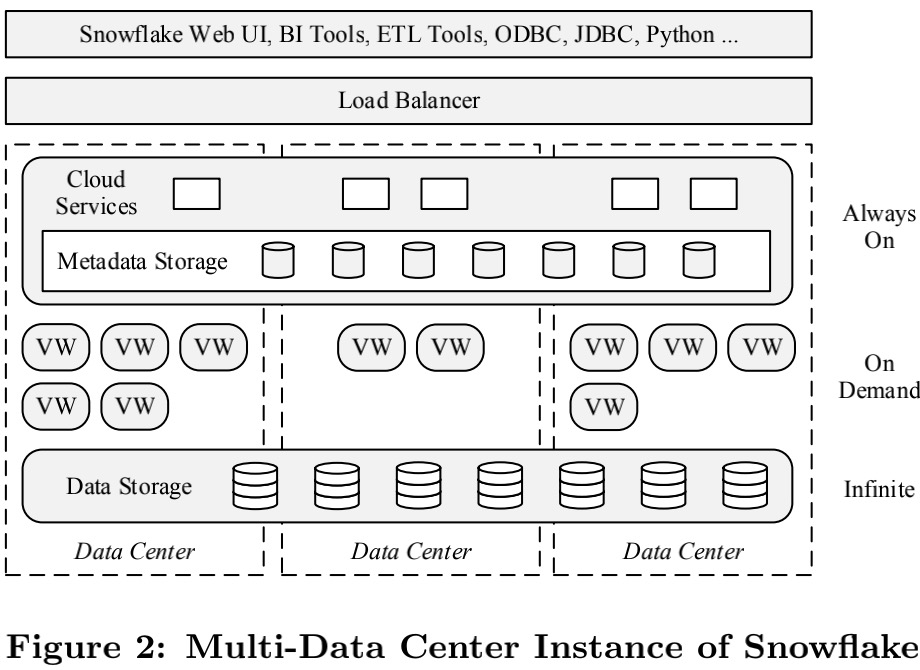 Snowflake Web UI, BI Tools, ETL Tools, ODBC, JDBC, Python ...
Load Balancer
Cloud
Services
Metadata Storage
Always
On
VW VW VW VW VW VW VW VW
VW VW VW
On
Demand
Data Storage
Infinite
Data Center Data Center Data Center
Figure 2: Multi-Data Center Instance of Snowflake